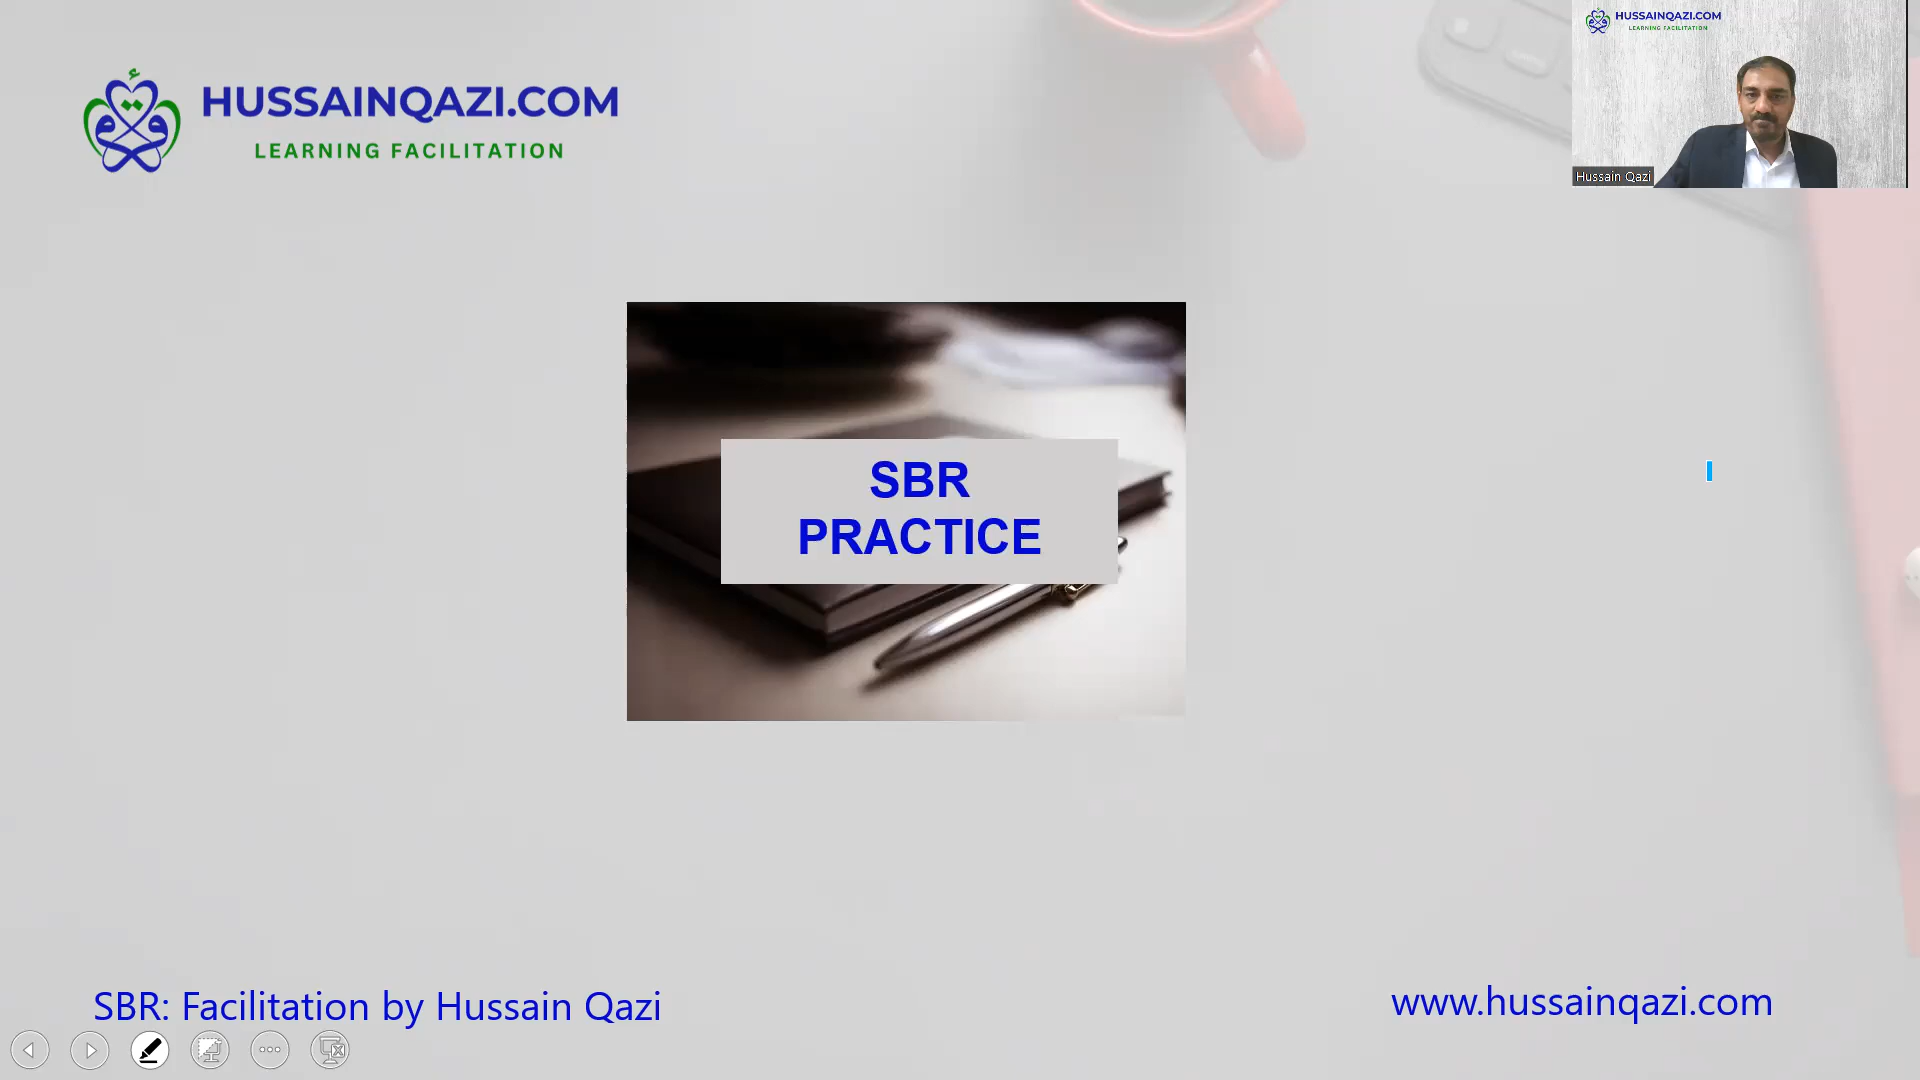 HUSSAINQAZI.COM
LEARNING FACILITATION
HUSSAINQAZI.COM
LEARNING FACILITATION
Hussain Qazi
SBR
PRACTICE
SBR: Facilitation by Hussain Qazi
www.hussainqazi.com